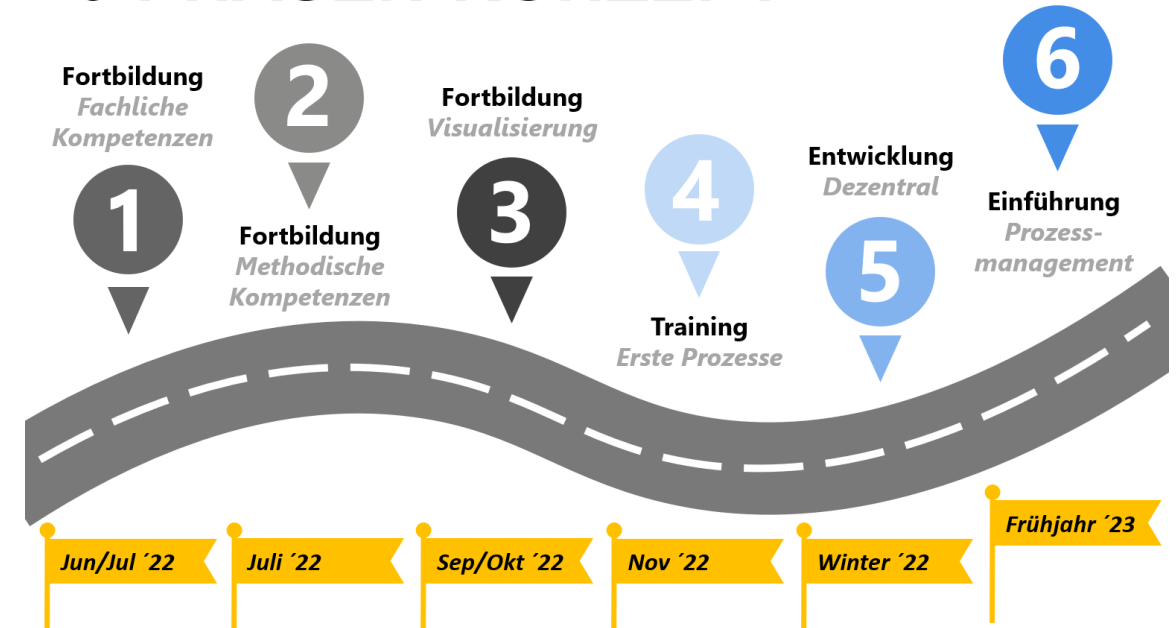 Fortbildung
Fachliche
Kompetenzen
1
2
Fortbildung
Methodische
Kompetenzen
Fortbildung
Visualisierung
3
4
Training
Erste Prozesse
Entwicklung
Dezentral
5
6
Einführung
Prozess-
management
Jun/Jul ´22
Juli ´22
Sep/Okt ´22
Nov ´22
Winter ´22
Frühjahr ´23